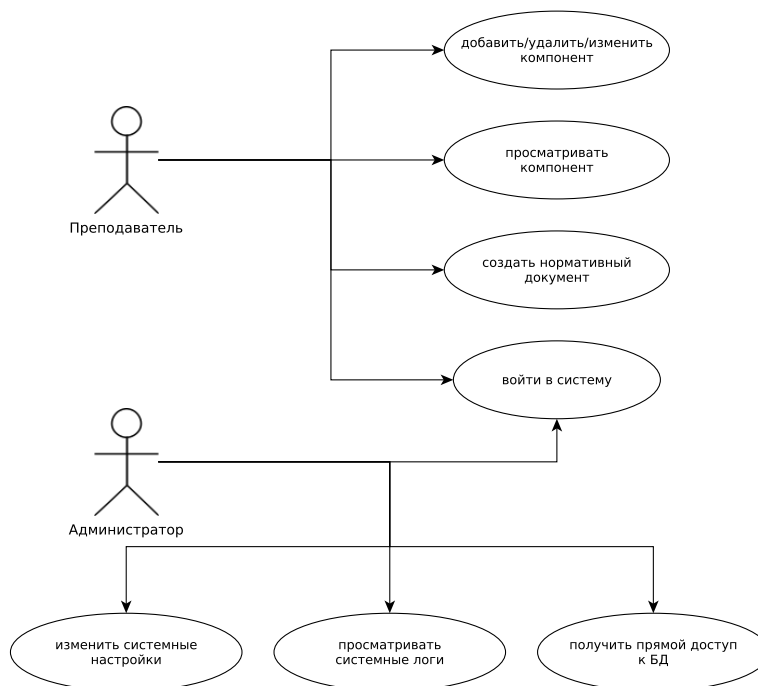 добавить/удалить/изменить
компонент
просматривать
компонент
Преподаватель
создать нормативный
документ
войти в систему
Администратор
изменить системные
настройки
просматривать
системные логи
получить прямой доступ
к БД